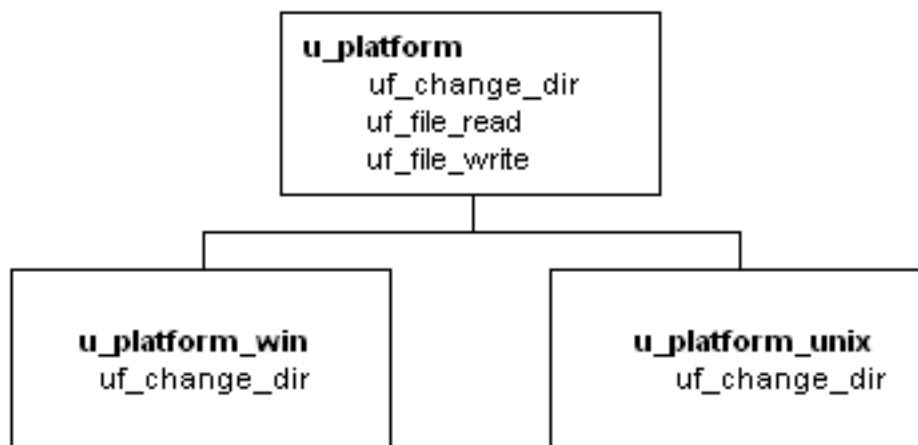 u_platform
uf_change_dir
uf_file_read
uf_file_write
u_platform_win
uf_change_dir
u_platform_unix
uf_change_dir